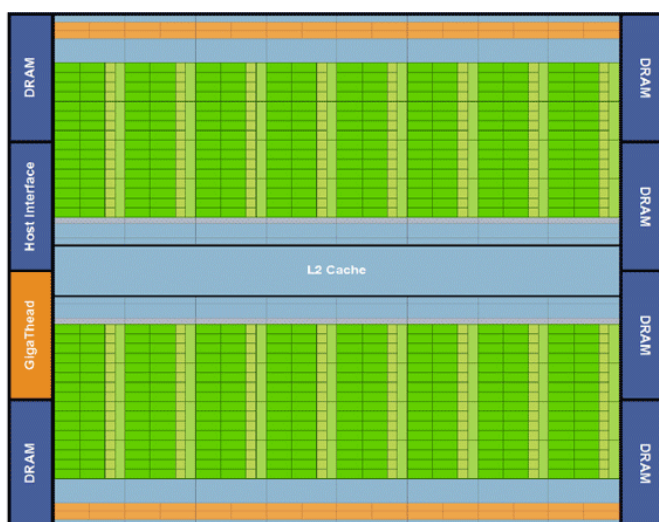 DRAM
Host Interface
GigaThead
DRAM
L2 Cache
DRAM
DRAM
DRAM
DRAM